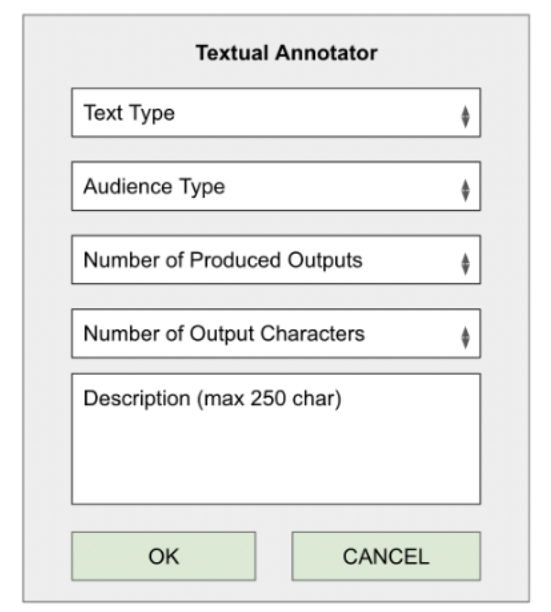 Textual Annotator
Text Type
Audience Type
Number of Produced Outputs
Number of Output Characters
Description (max 250 char)
OK
CANCEL